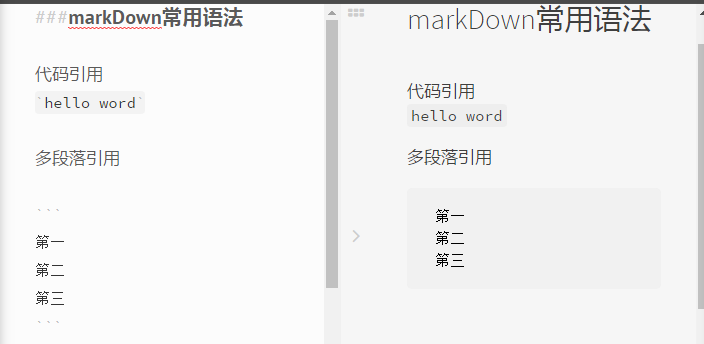 ###markDown常用语法
代码引用
`hello word`
多段落引用
```
第一
第二
第三
```
markDown常用语法
代码引用
hello word
多段落引用
第一
第二
第三